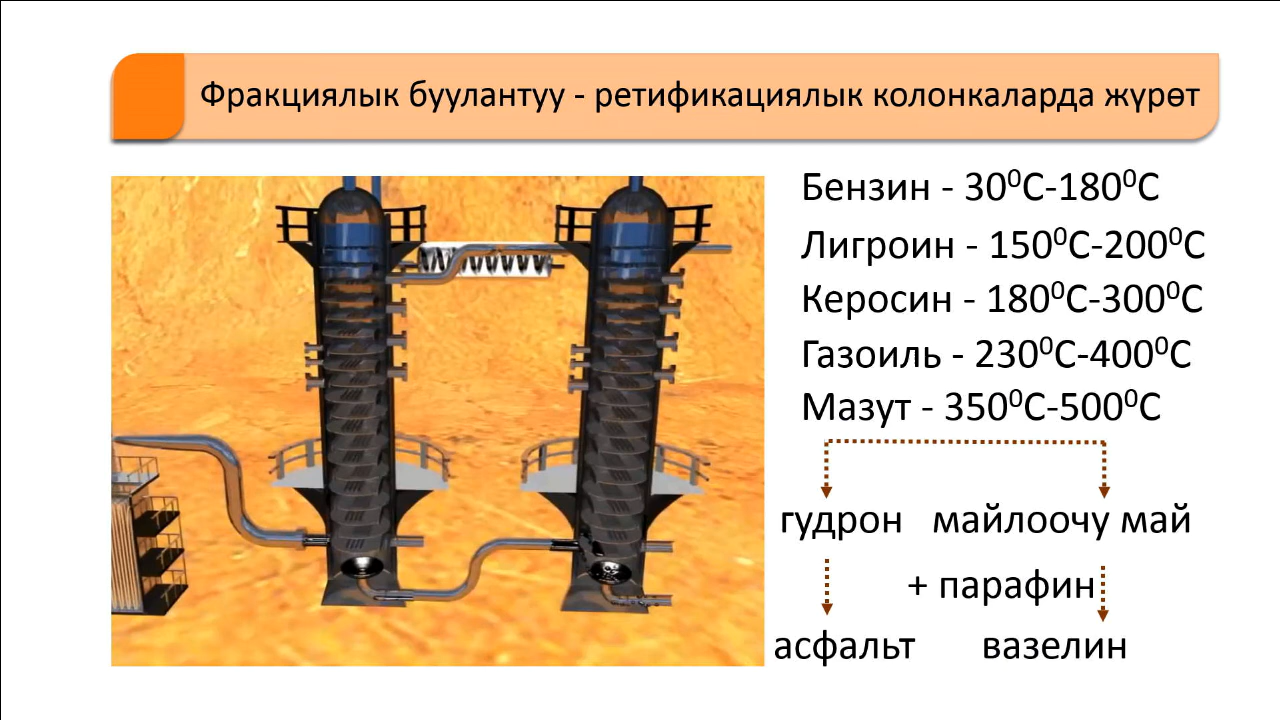 Фракциялык буулантуу - ретификациялык колонкаларда жүрөт
Бензин - 30⁰С-180⁰С
Лигроин - 150⁰С-200⁰С
Керосин - 180⁰С-300⁰С
Газоиль - 230⁰С-400⁰С
Мазут - 350⁰С-500⁰С
гудрон майлоочу май
+ парафин
асфальт вазелин